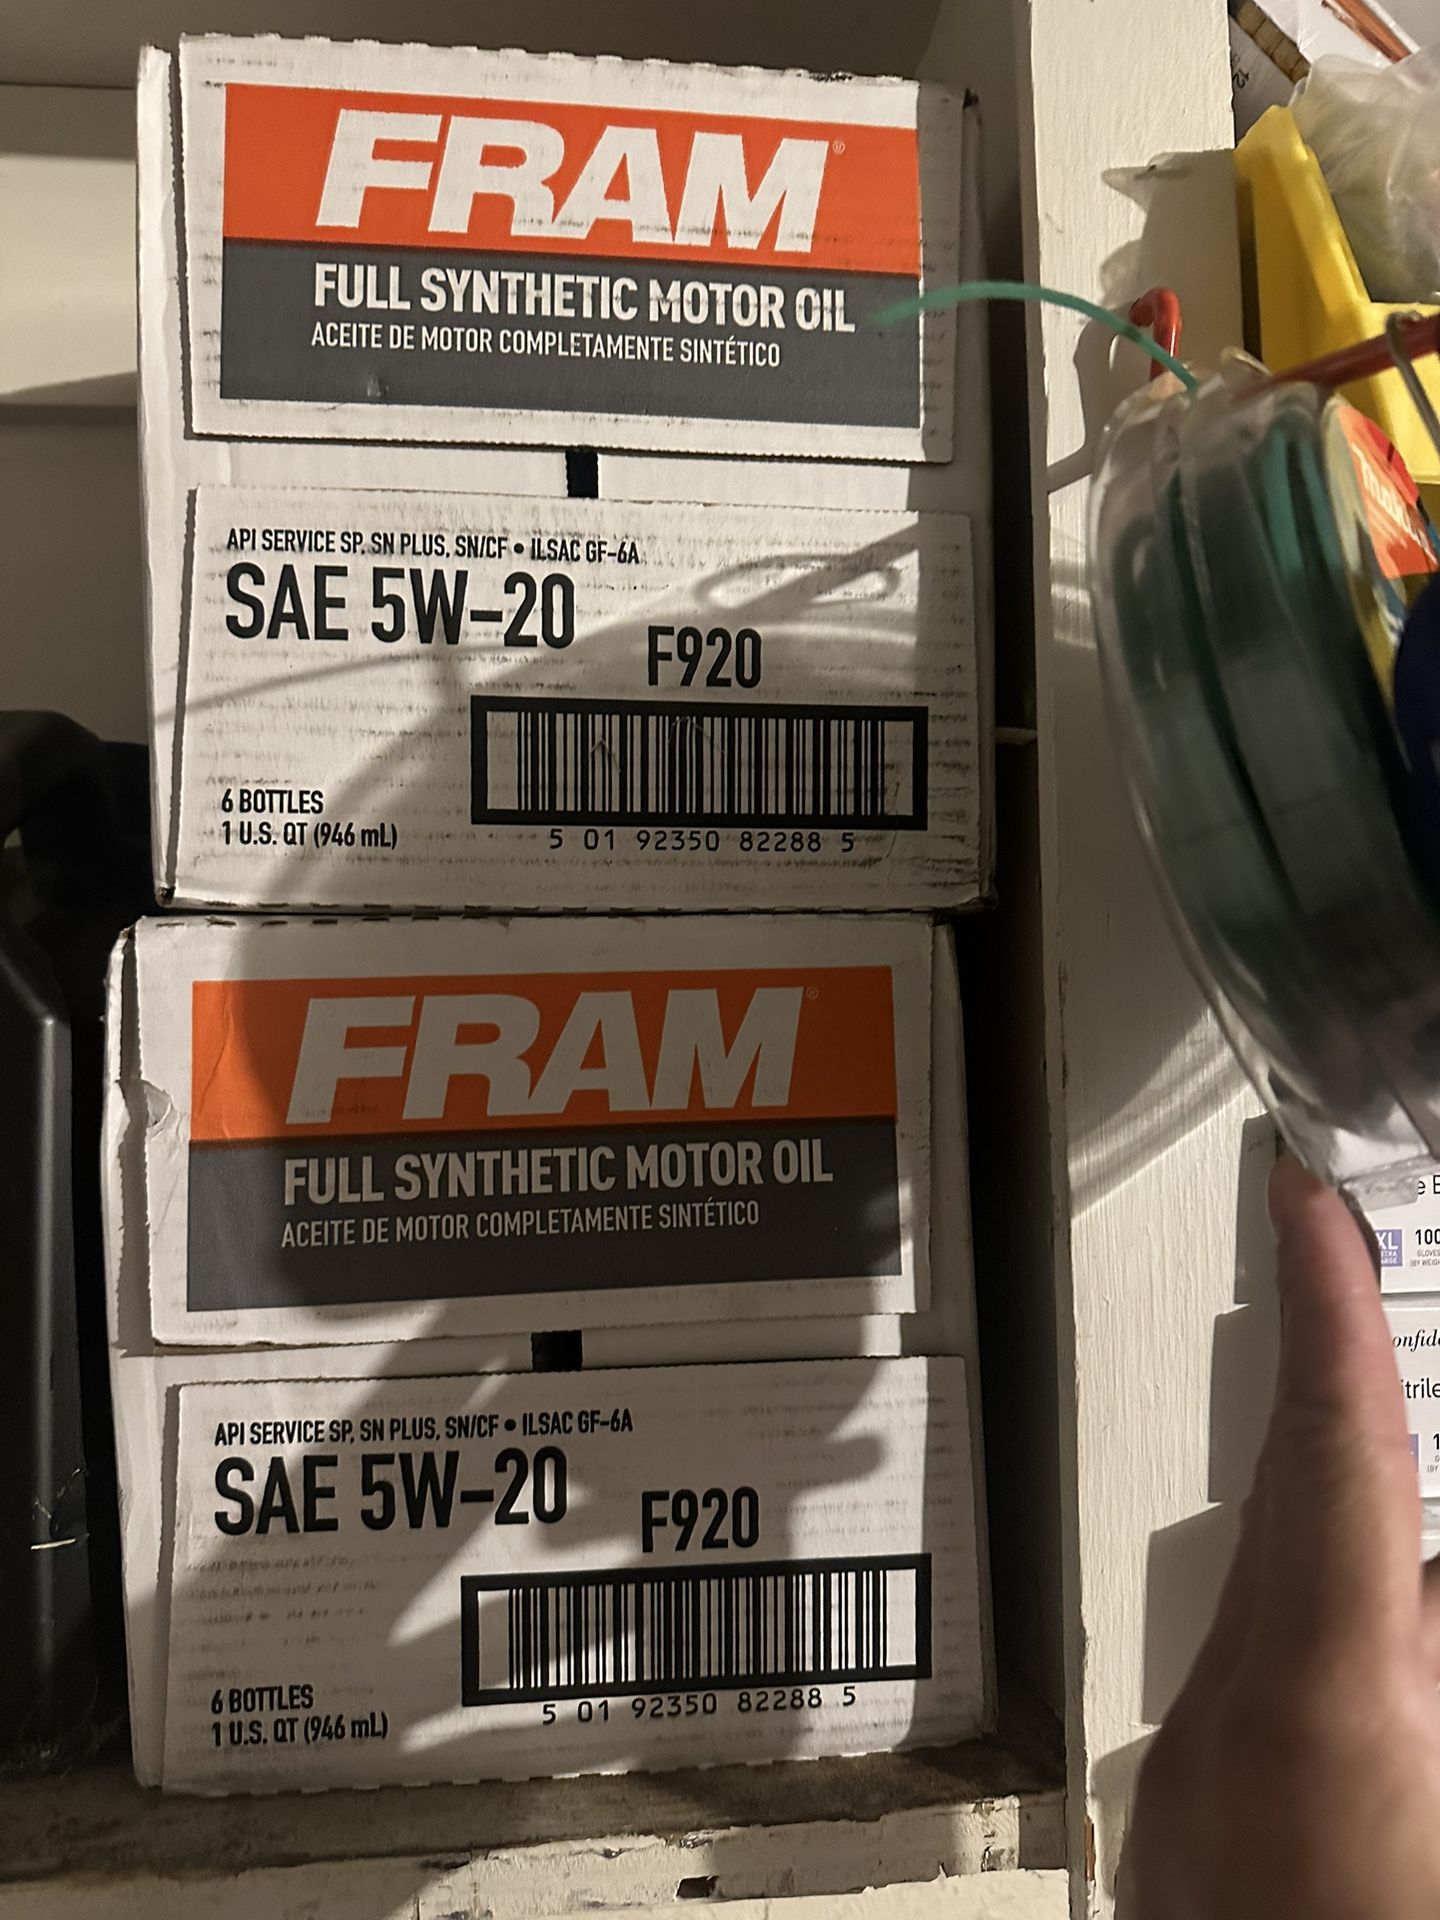 FRAM®
FULL SYNTHETIC MOTOR OIL
ACEITE DE MOTOR COMPLETAMENTE SINTÉTICO
API SERVICE SP, SN PLUS, SN/CF • ILSAC GF-6A
SAE 5W-20
F920
6 BOTTLES
1 U.S. QT (946 mL)
5 01 92350 82288 5
FRAM®
FULL SYNTHETIC MOTOR OIL
ACEITE DE MOTOR COMPLETAMENTE SINTÉTICO
API SERVICE SP, SN PLUS, SN/CF • ILSAC GF-6A
SAE 5W-20
F920
6 BOTTLES
1 U.S. QT (946 mL)
5 01 92350 82288 5
XL
100
GLOVES